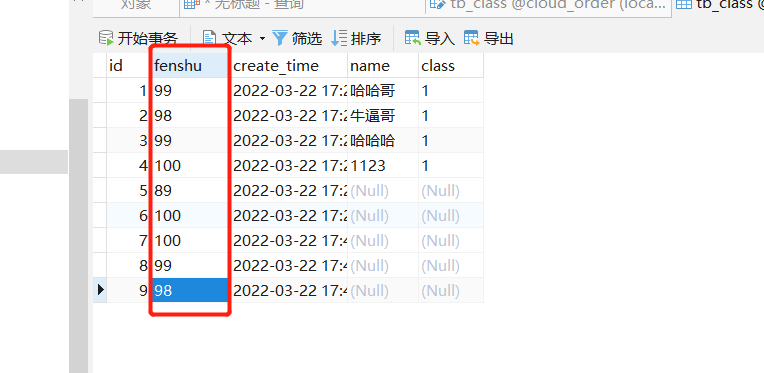 对象 * 无标题 - 查询 tb_class @cloud_order (loca... tb_class @
开始事务 文本 筛选 排序 导入 导出
id fenshu create_time name class
1 99 2022-03-22 17:2 哈哈哥 1
2 98 2022-03-22 17:2 牛逼哥 1
3 99 2022-03-22 17:2 哈哈哈 1
4 100 2022-03-22 17:2 1123 1
5 89 2022-03-22 17:2 (Null) (Null)
6 100 2022-03-22 17:2 (Null) (Null)
7 100 2022-03-22 17:4 (Null) (Null)
8 99 2022-03-22 17:4 (Null) (Null)
9 98 2022-03-22 17:4 (Null) (Null)